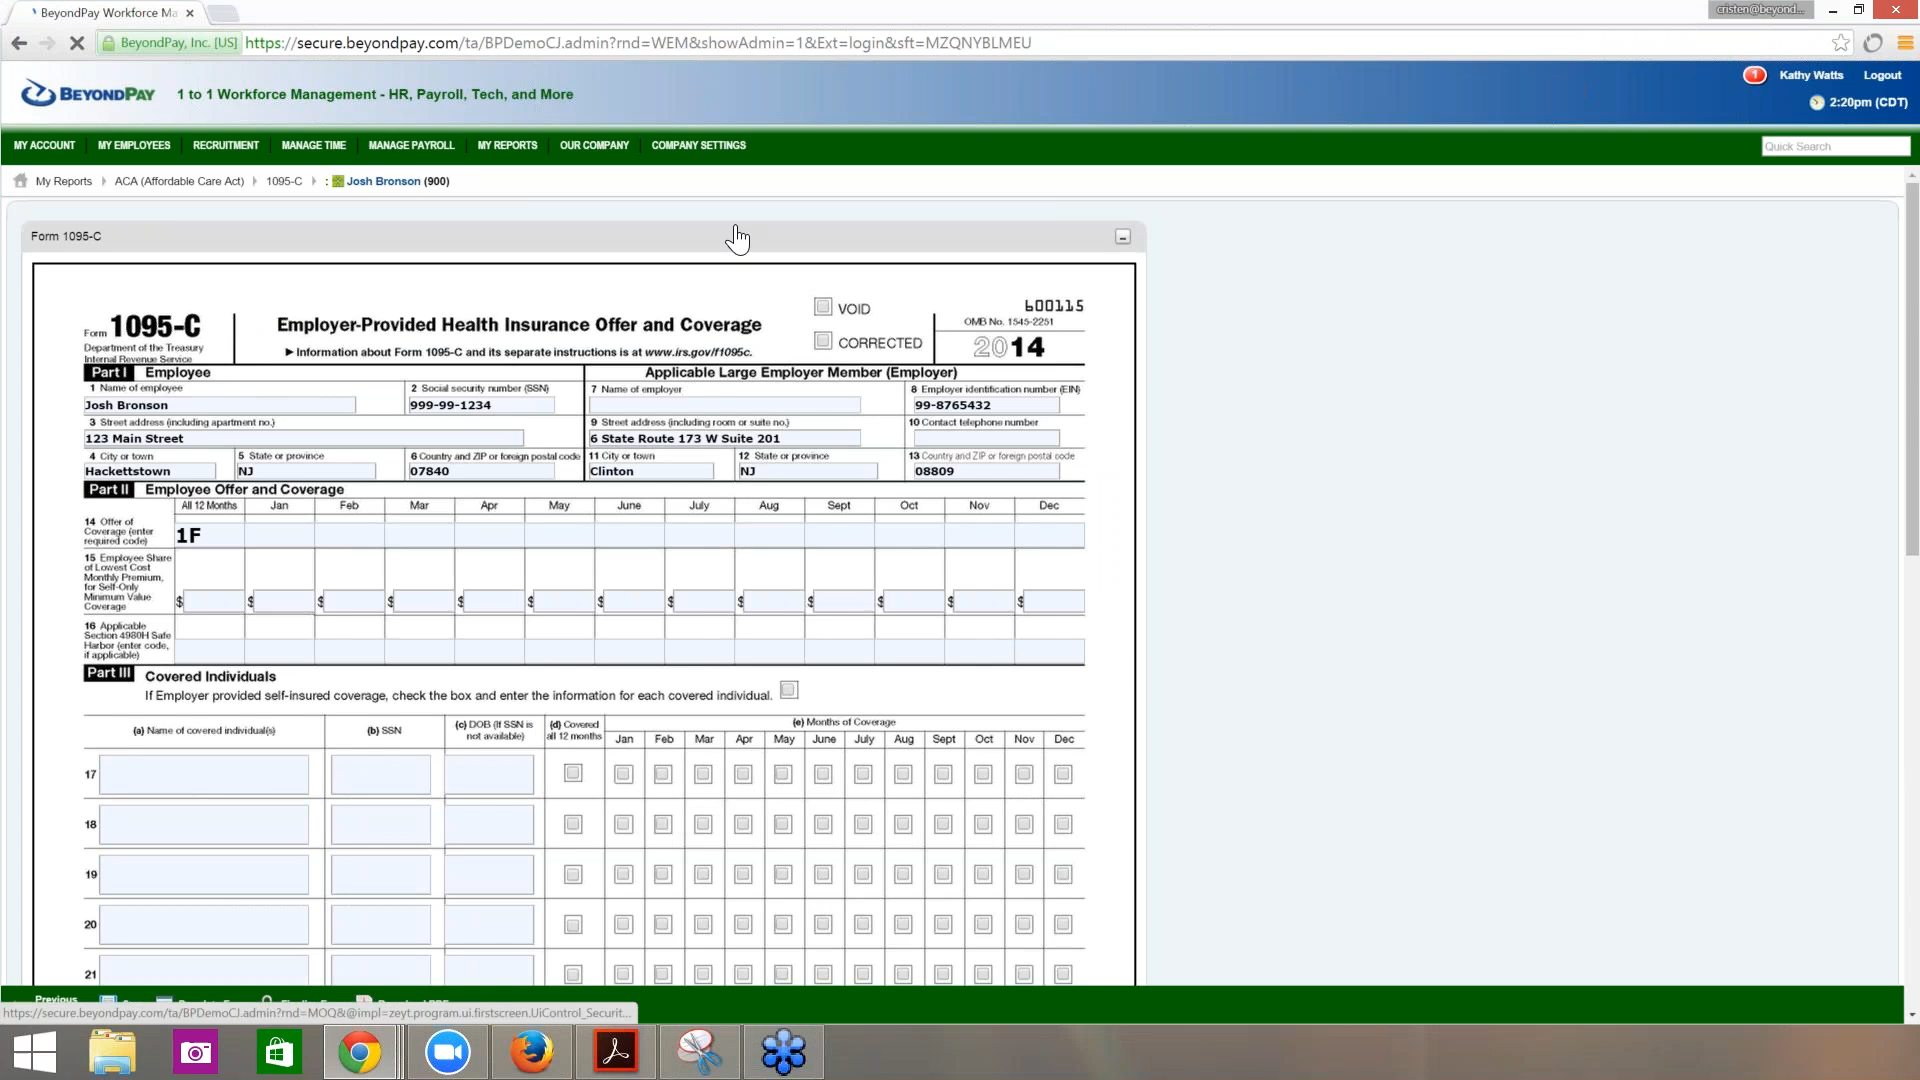 BeyondPay Workforce Ma
cristen@beyond...
BeyondPay, Inc. [US] https://secure.beyondpay.com/ta/BPDemoCJ.admin?rnd=WEM&showAdmin=1&Ext=login&sft=MZQNYBLMEU
1 Kathy Watts Logout
BEYONDPAY 1 to 1 Workforce Management - HR, Payroll, Tech, and More
2:20pm (CDT)
MY ACCOUNT MY EMPLOYEES RECRUITMENT MANAGE TIME MANAGE PAYROLL MY REPORTS OUR COMPANY COMPANY SETTINGS Quick Search
My Reports ACA (Affordable Care Act) 1095-C : Josh Bronson (900)
Form 1095-C
Form 1095-C
Department of the Treasury
Internal Revenue Service
Employer-Provided Health Insurance Offer and Coverage
▶ Information about Form 1095-C and its separate instructions is at www.irs.gov/f1095c.
VOID
CORRECTED
600115
OMB No. 1545-2251
2014
Part I Employee
Applicable Large Employer Member (Employer)
1 Name of employee 2 Social security number (SSN) 7 Name of employer 8 Employer identification number (EIN)
Josh Bronson 999-99-1234 99-8765432
3 Street address (including apartment no.) 9 Street address (including room or suite no.) 10 Contact telephone number
123 Main Street 6 State Route 173 W Suite 201
4 City or town 5 State or province 6 Country and ZIP or foreign postal code 11 City or town 12 State or province 13 Country and ZIP or foreign postal code
Hackettstown NJ 07840 Clinton NJ 08809
Part II Employee Offer and Coverage
All 12 Months Jan Feb Mar Apr May June July Aug Sept Oct Nov Dec
14 Offer of
Coverage (enter
required code)
1F
15 Employee Share
of Lowest Cost
Monthly Premium,
for Self-Only
Minimum Value
Coverage
$ $ $ $ $ $ $ $ $ $ $ $ $
16 Applicable
Section 4980H Safe
Harbor (enter code,
if applicable)
Part III Covered Individuals
If Employer provided self-insured coverage, check the box and enter the information for each covered individual.
(a) Name of covered individual(s) (b) SSN (c) DOB (If SSN is
not available) (d) Covered
all 12 months (e) Months of Coverage
Jan Feb Mar Apr May June July Aug Sept Oct Nov Dec
17
18
19
20
21
Previous
https://secure.beyondpay.com/ta/BPDemoCJ.admin?rnd=MOQ&@impl=zeyt.program.ui.firstscreen.UiControl_Securit...